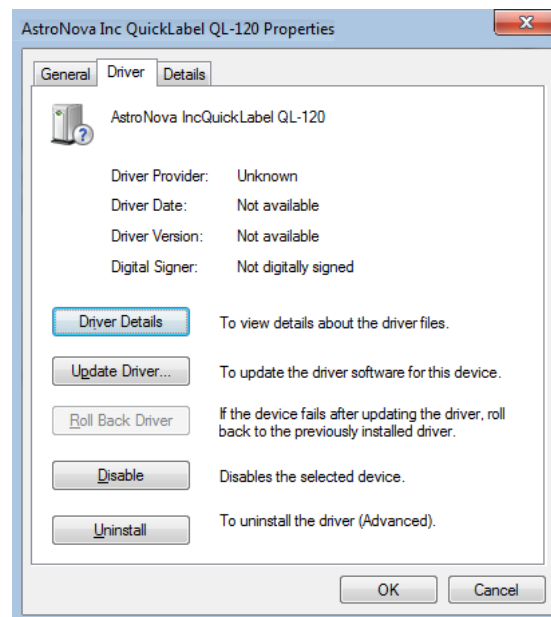 AstroNova Inc QuickLabel QL-120 Properties
General Driver Details
AstroNova IncQuickLabel QL-120
Driver Provider: Unknown
Driver Date: Not available
Driver Version: Not available
Digital Signer: Not digitally signed
Driver Details To view details about the driver files.
Update Driver... To update the driver software for this device.
Roll Back Driver If the device fails after updating the driver, roll
back to the previously installed driver.
Disable Disables the selected device.
Uninstall To uninstall the driver (Advanced).
OK Cancel